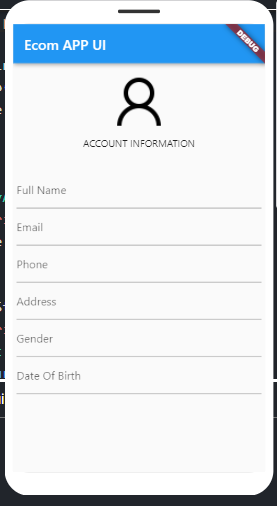 Ecom APP UI
DEBUG
ACCOUNT INFORMATION
Full Name
Email
Phone
Address
Gender
Date Of Birth